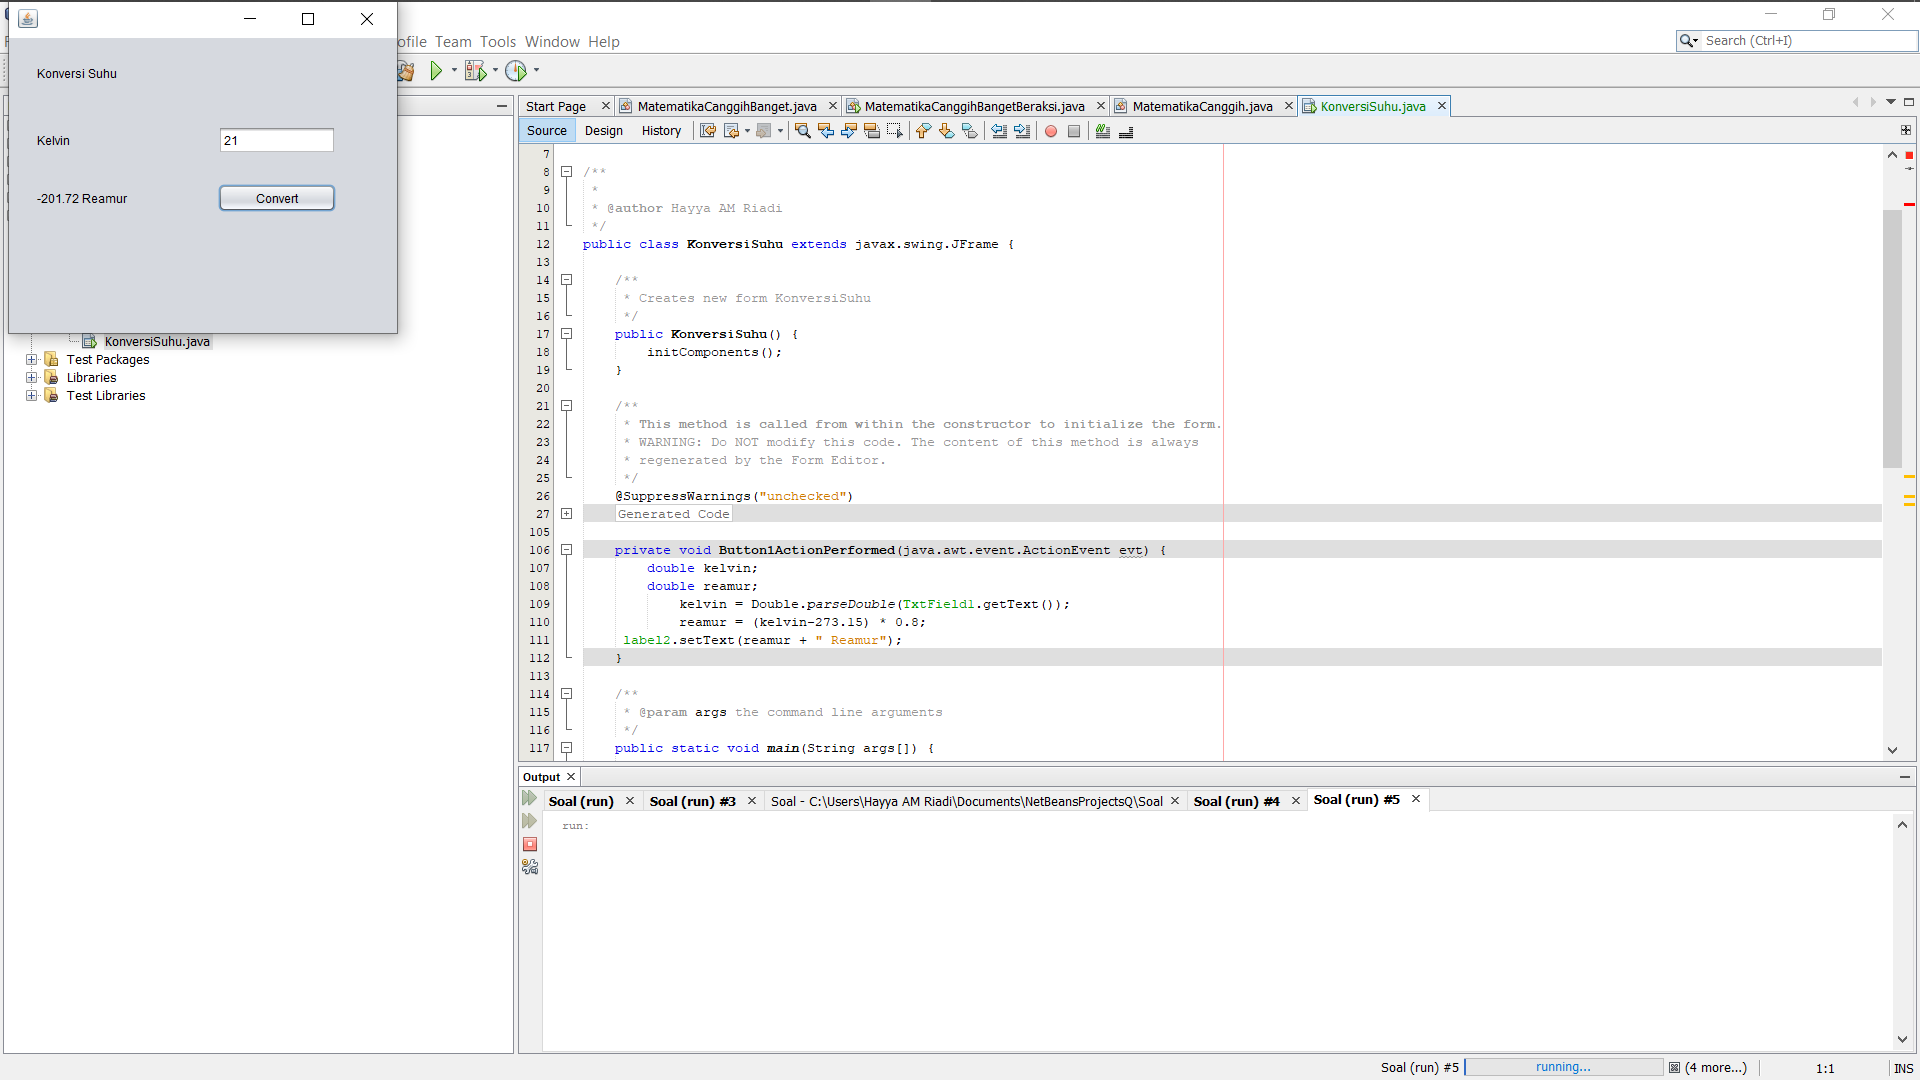 Konversi Suhu
Kelvin
21
-201.72 Reamur
Convert
ofile Team Tools Window Help
Search (Ctrl+I)
Start Page
MatematikaCanggihBanget.java
MatematikaCanggihBangetBeraksi.java
MatematikaCanggih.java
KonversiSuhu.java
Source Design History
KonversiSuhu.java
Test Packages
Libraries
Test Libraries
7
8 /**
9 *
10 * @author Hayya AM Riadi
11 */
12 public class KonversiSuhu extends javax.swing.JFrame {
13
14 /**
15 * Creates new form KonversiSuhu
16 */
17 public KonversiSuhu() {
18 initComponents();
19 }
20
21 /**
22 * This method is called from within the constructor to initialize the form.
23 * WARNING: Do NOT modify this code. The content of this method is always
24 * regenerated by the Form Editor.
25 */
26 @SuppressWarnings("unchecked")
27 Generated Code
105
106 private void Button1ActionPerformed(java.awt.event.ActionEvent evt) {
107 double kelvin;
108 double reamur;
109 kelvin = Double.parseDouble(TxtField1.getText());
110 reamur = (kelvin-273.15) * 0.8;
111 label2.setText(reamur + " Reamur");
112 }
113
114 /**
115 * @param args the command line arguments
116 */
117 public static void main(String args[]) {
Output
Soal (run)
Soal (run) #3
Soal - C:\Users\Hayya AM Riadi\Documents\NetBeansProjectsQ\Soal
Soal (run) #4
Soal (run) #5
run:
Soal (run) #5
running...
(4 more...)
1:1
INS